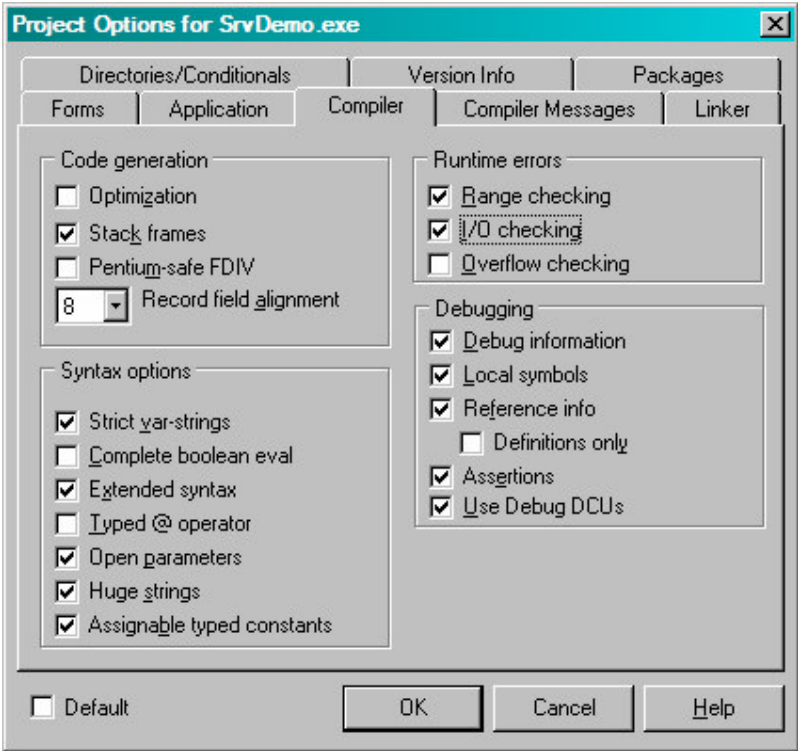 Project Options for SrvDemo.exe
Directories/Conditionals
Version Info
Packages
Forms
Application
Compiler
Compiler Messages
Linker
Code generation
Optimization
Stack frames
Pentium-safe FDIV
8
Record field alignment
Syntax options
Strict var-strings
Complete boolean eval
Extended syntax
Typed @ operator
Open parameters
Huge strings
Assignable typed constants
Runtime errors
Range checking
I/O checking
Overflow checking
Debugging
Debug information
Local symbols
Reference info
Definitions only
Assertions
Use Debug DCUs
Default
OK
Cancel
Help